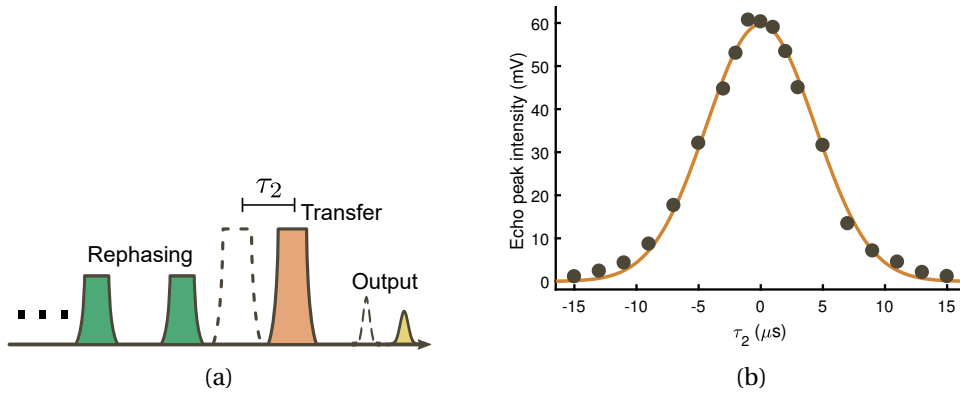 τ₂
Transfer
Rephasing
Output
(a)
Echo peak intensity (mV)
60
50
40
30
20
10
0
-15 -10 -5 0 5 10 15
τ₂ (μs)
(b)